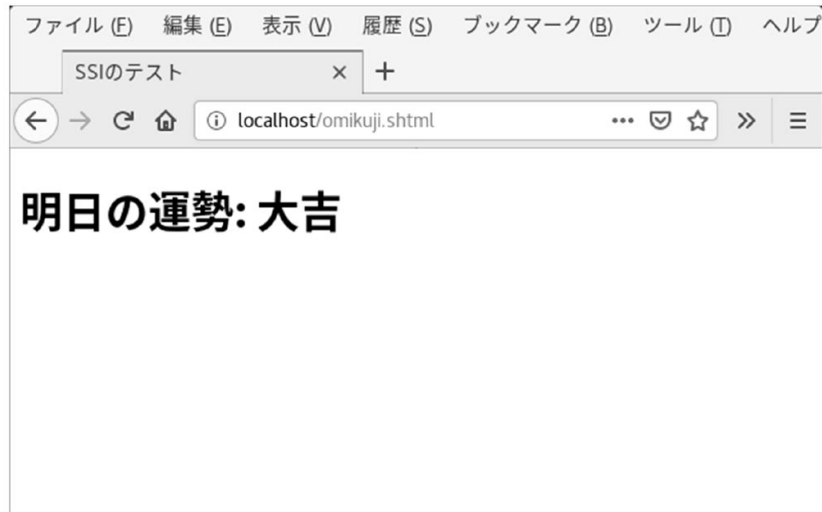 ファイル (F) 編集 (E) 表示 (V) 履歴 (S) ブックマーク (B) ツール (T) ヘルプ
SSIのテスト
localhost/omikuji.shtml
明日の運勢: 大吉